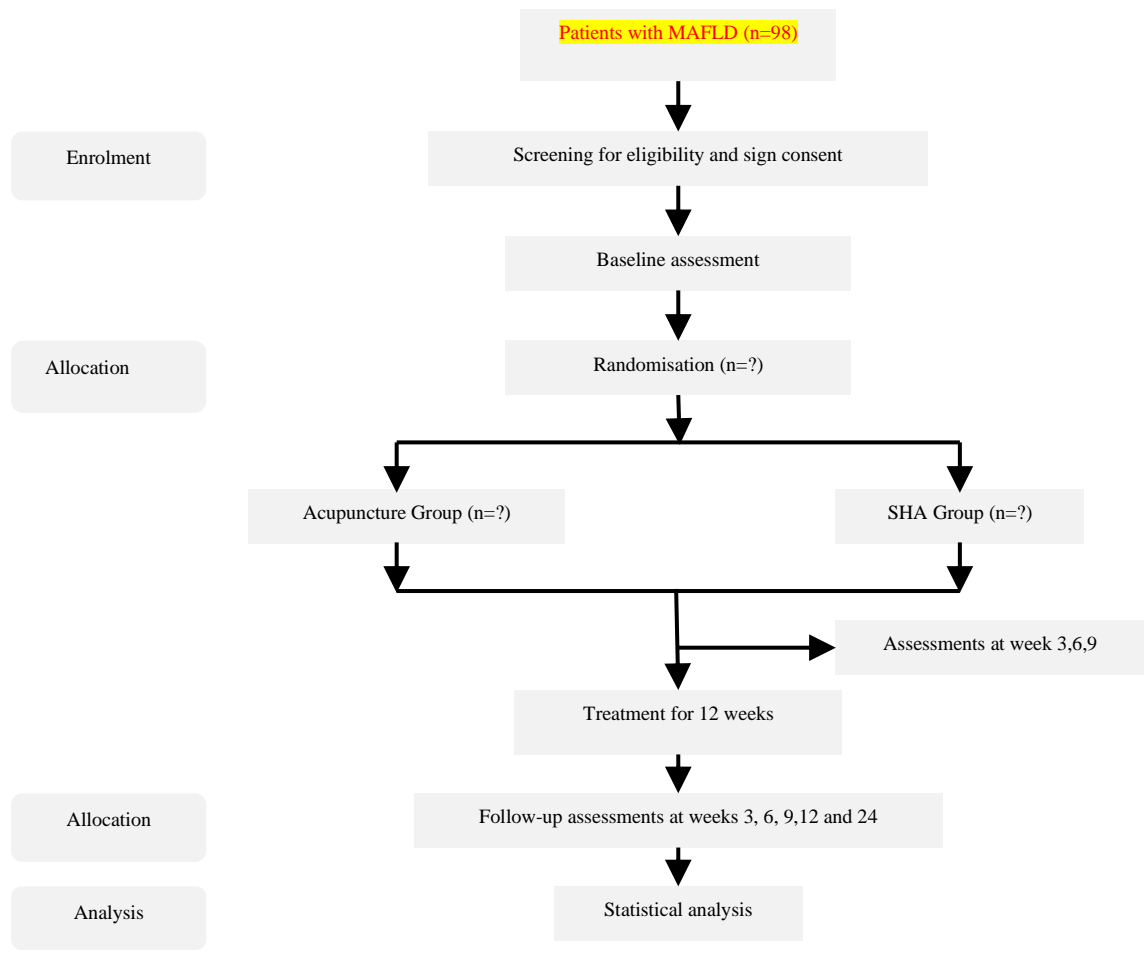 Patients with MAFLD (n=98)
Enrolment
Screening for eligibility and sign consent
Baseline assessment
Allocation
Randomisation (n=?)
Acupuncture Group (n=?)
SHA Group (n=?)
Assessments at week 3,6,9
Treatment for 12 weeks
Allocation
Follow-up assessments at weeks 3, 6, 9,12 and 24
Analysis
Statistical analysis